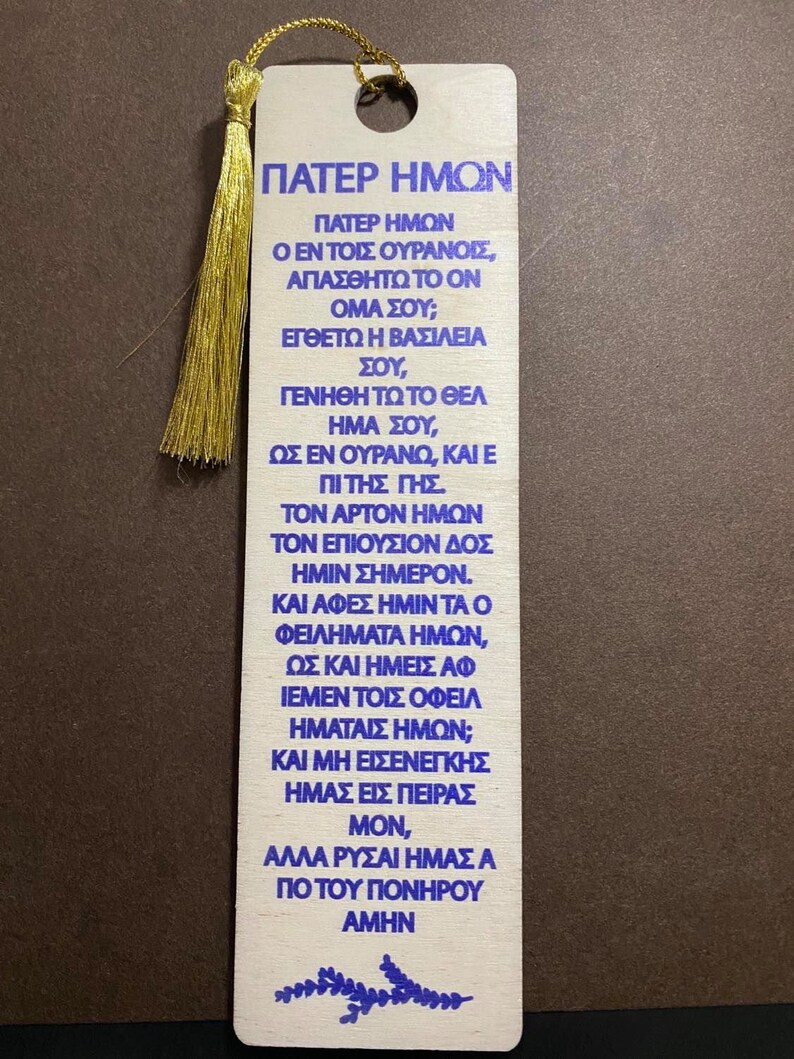 ΠΑΤΕΡ ΗΜΩΝ
ΠΑΤΕΡ ΗΜΩΝ
Ο ΕΝ ΤΟΙΣ ΟΥΡΑΝΟΙΣ,
ΑΓΙΑΣΘΗΤΩ ΤΟ ΟΝ
ΟΜΑ ΣΟΥ;
ΕΓΘΕΤΩ Η ΒΑΣΙΛΕΙΑ
ΣΟΥ,
ΓΕΝΗΘΗ ΤΩ ΤΟ ΘΕΛ
ΗΜΑ ΣΟΥ,
ΩΣ ΕΝ ΟΥΡΑΝΩ, ΚΑΙ Ε
ΠΙ ΤΗΣ ΓΗΣ.
ΤΟΝ ΑΡΤΟΝ ΗΜΩΝ
ΤΟΝ ΕΠΙΟΥΣΙΟΝ ΔΟΣ
ΗΜΙΝ ΣΗΜΕΡΟΝ.
ΚΑΙ ΑΦΕΣ ΗΜΙΝ ΤΑ Ο
ΦΕΙΛΗΜΑΤΑ ΗΜΩΝ,
ΩΣ ΚΑΙ ΗΜΕΙΣ ΑΦ
ΙΕΜΕΝ ΤΟΙΣ ΟΦΕΙΛ
ΗΜΑΤΑΙΣ ΗΜΩΝ;
ΚΑΙ ΜΗ ΕΙΣΕΝΕΓΚΗΣ
ΗΜΑΣ ΕΙΣ ΠΕΙΡΑΣ
ΜΟΝ,
ΑΛΛΑ ΡΥΣΑΙ ΗΜΑΣ Α
ΠΟ ΤΟΥ ΠΟΝΗΡΟΥ
ΑΜΗΝ